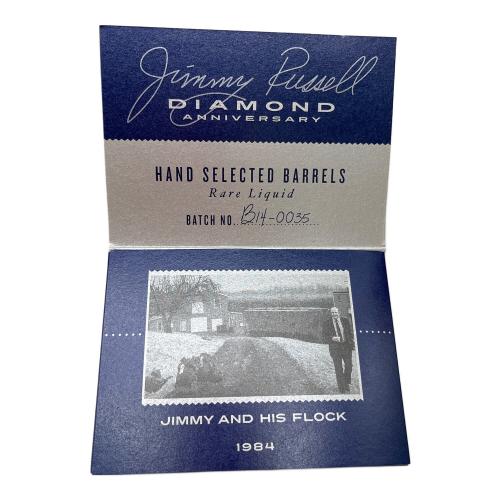 Jimmy Russell
DIAMOND
ANNIVERSARY
HAND SELECTED BARRELS
Rare Liquid
BATCH NO. B14-0035
JIMMY AND HIS FLOCK
1984